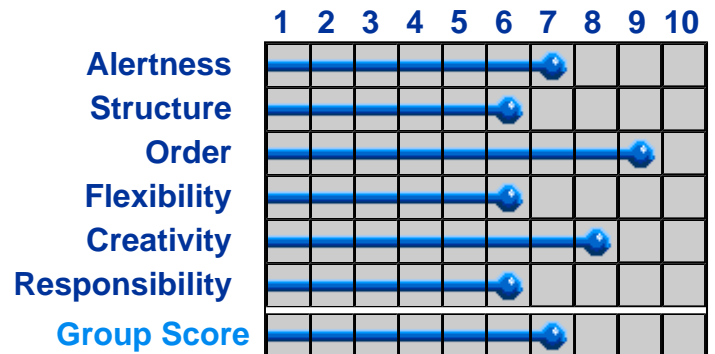 1 2 3 4 5 6 7 8 9 10
Alertness
Structure
Order
Flexibility
Creativity
Responsibility
Group Score